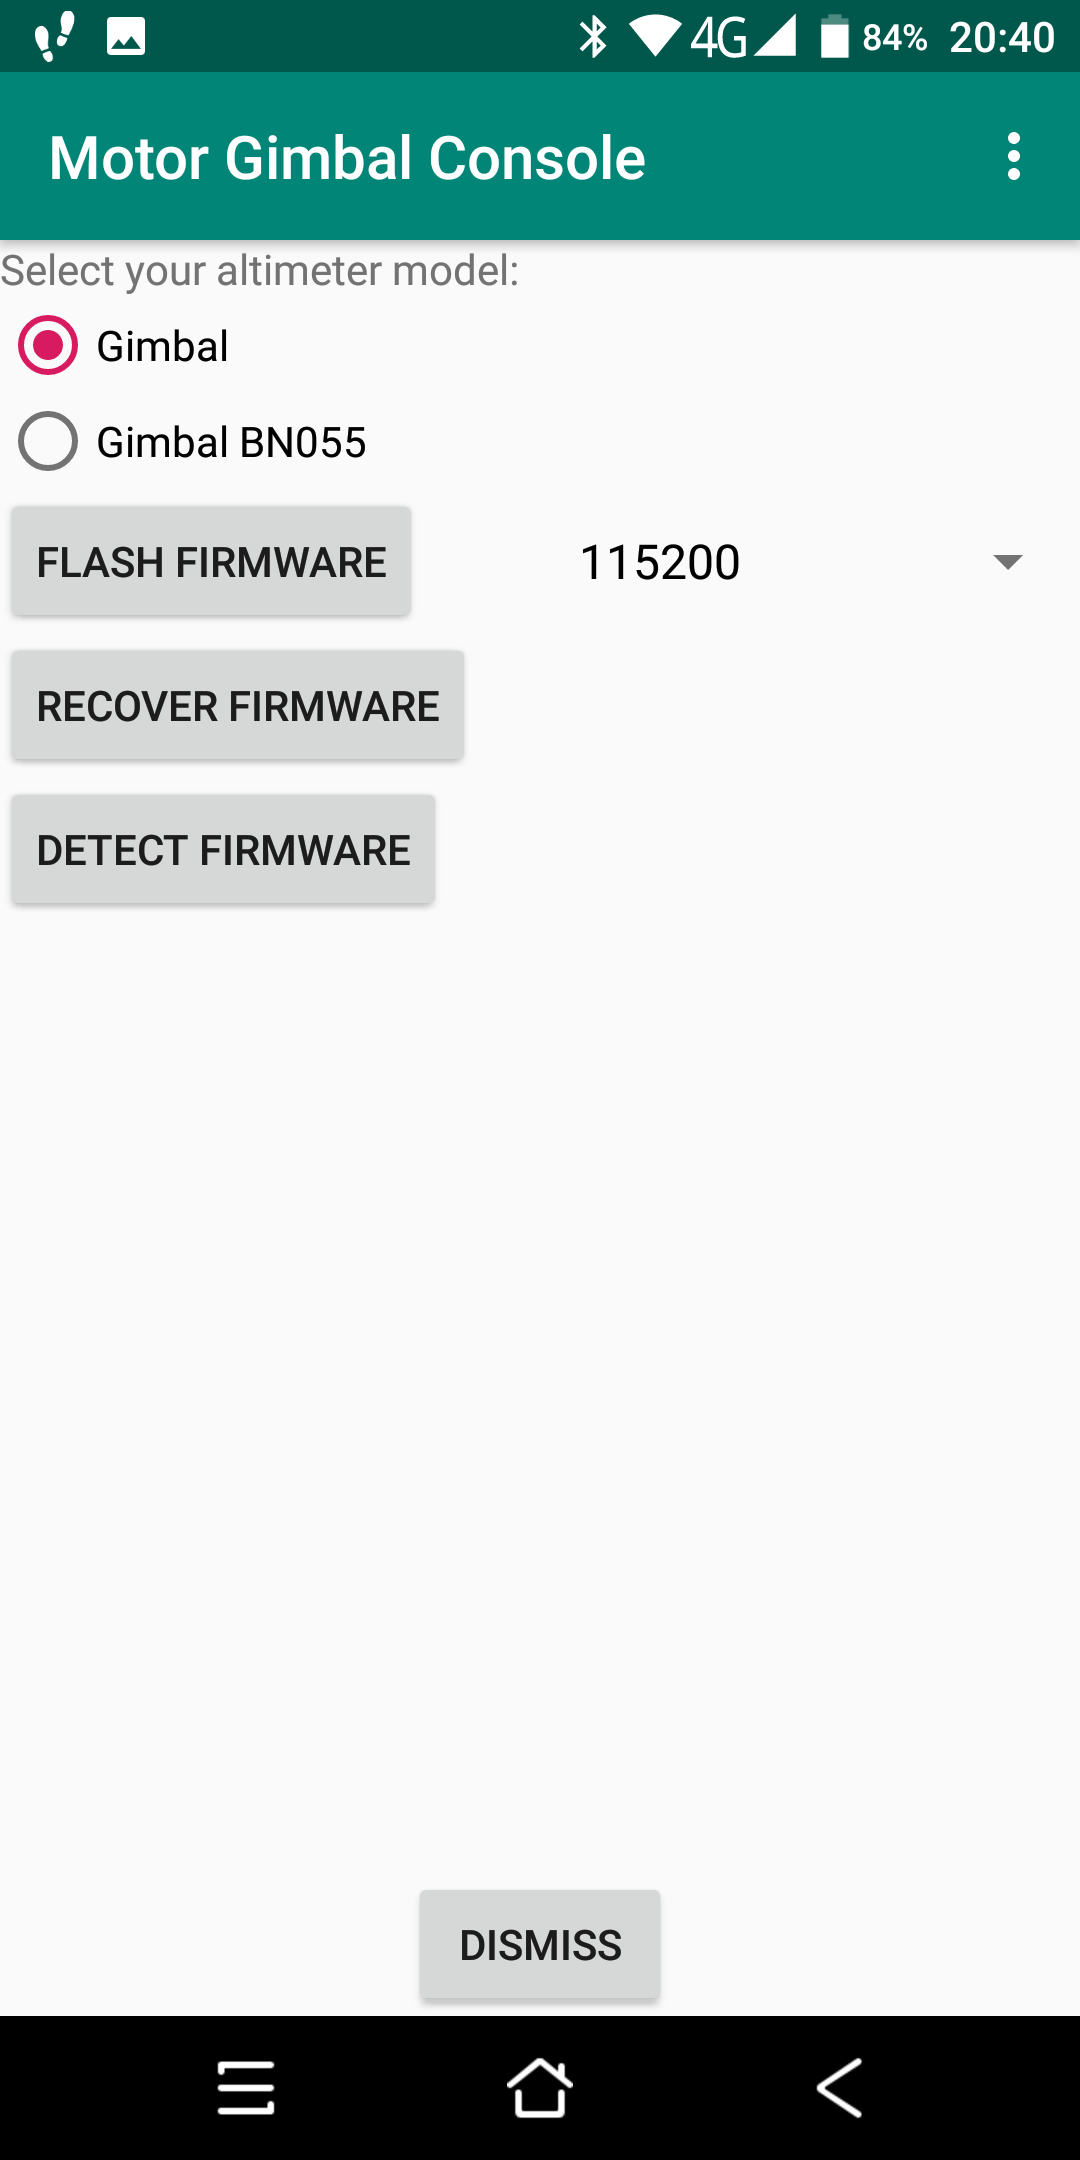 4G 84% 20:40
Motor Gimbal Console
Select your altimeter model:
Gimbal
Gimbal BN055
FLASH FIRMWARE 115200
RECOVER FIRMWARE
DETECT FIRMWARE
DISMISS